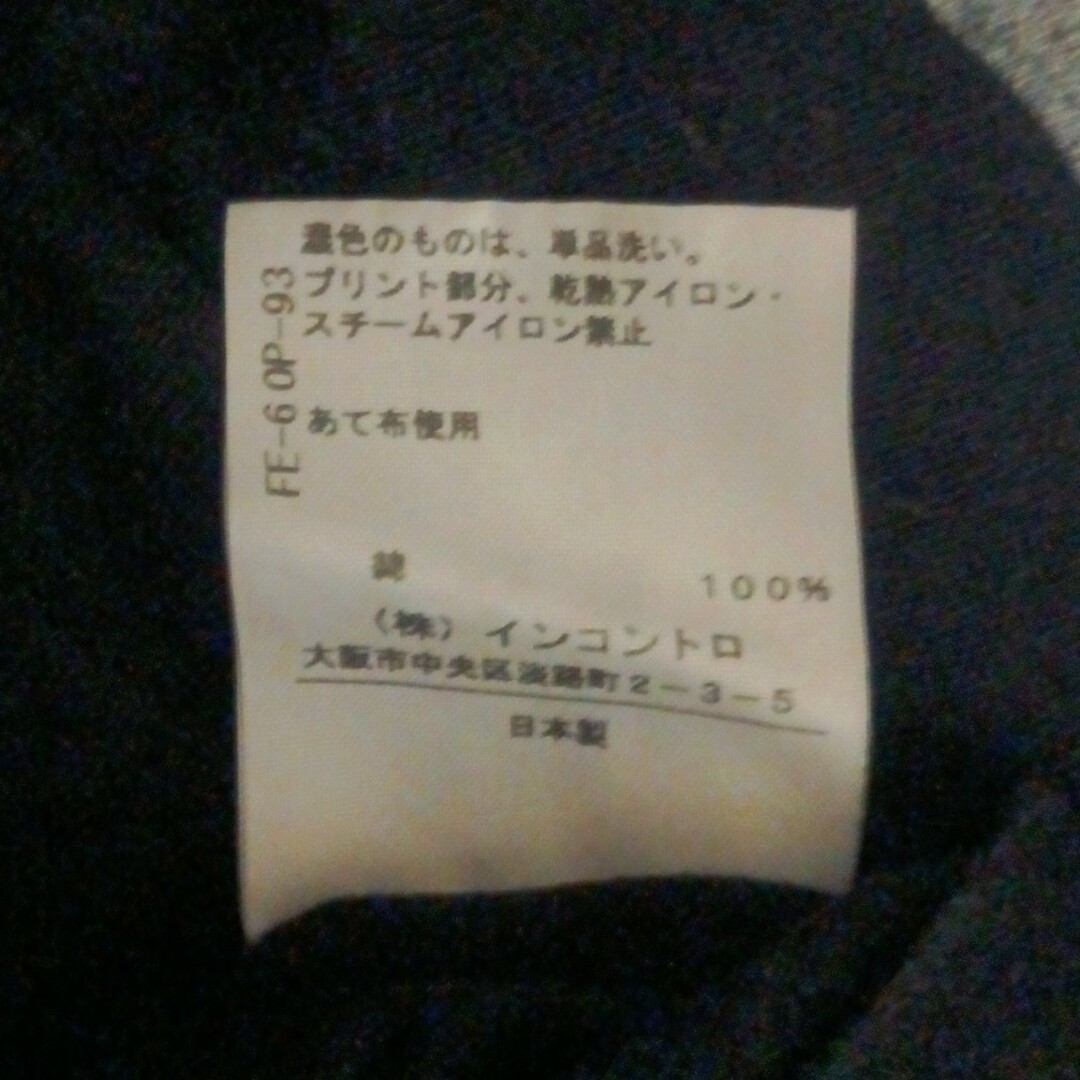 濃色のものは、単品洗い。
プリント部分、乾熱アイロン・
スチームアイロン禁止
あて布使用
FE-6 0P-93
綿 100%
(株)インコントロ
大阪市中央区淡路町2-3-5
日本製